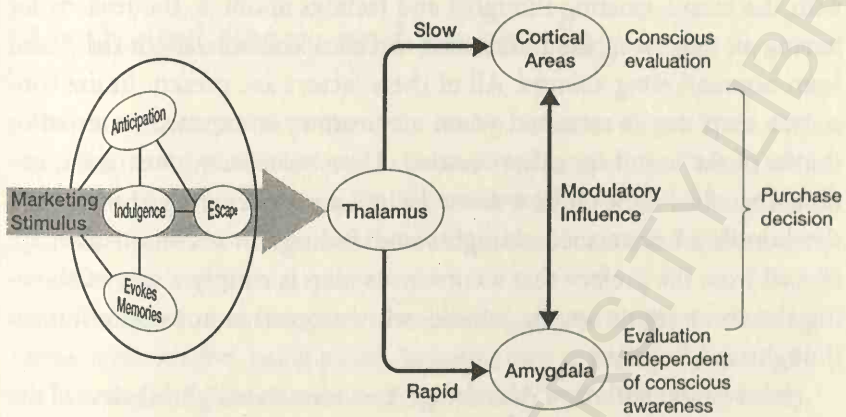 Slow
Cortical
Areas
Conscious
evaluation
Anticipation
Marketing
Stimulus
Indulgence
Escape
Evokes
Memories
Thalamus
Modulatory
Influence
Purchase
decision
Rapid
Amygdala
Evaluation
independent
of conscious
awareness